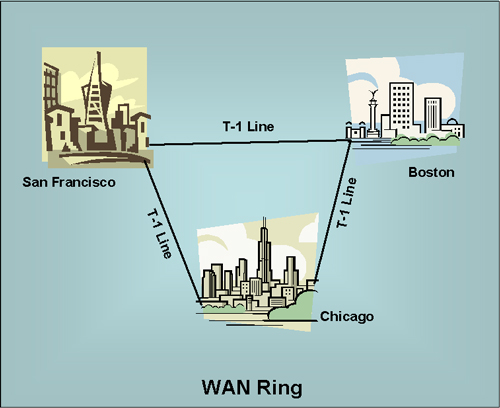 T-1 Line
San Francisco
Boston
T-1 Line
T-1 Line
Chicago
WAN Ring